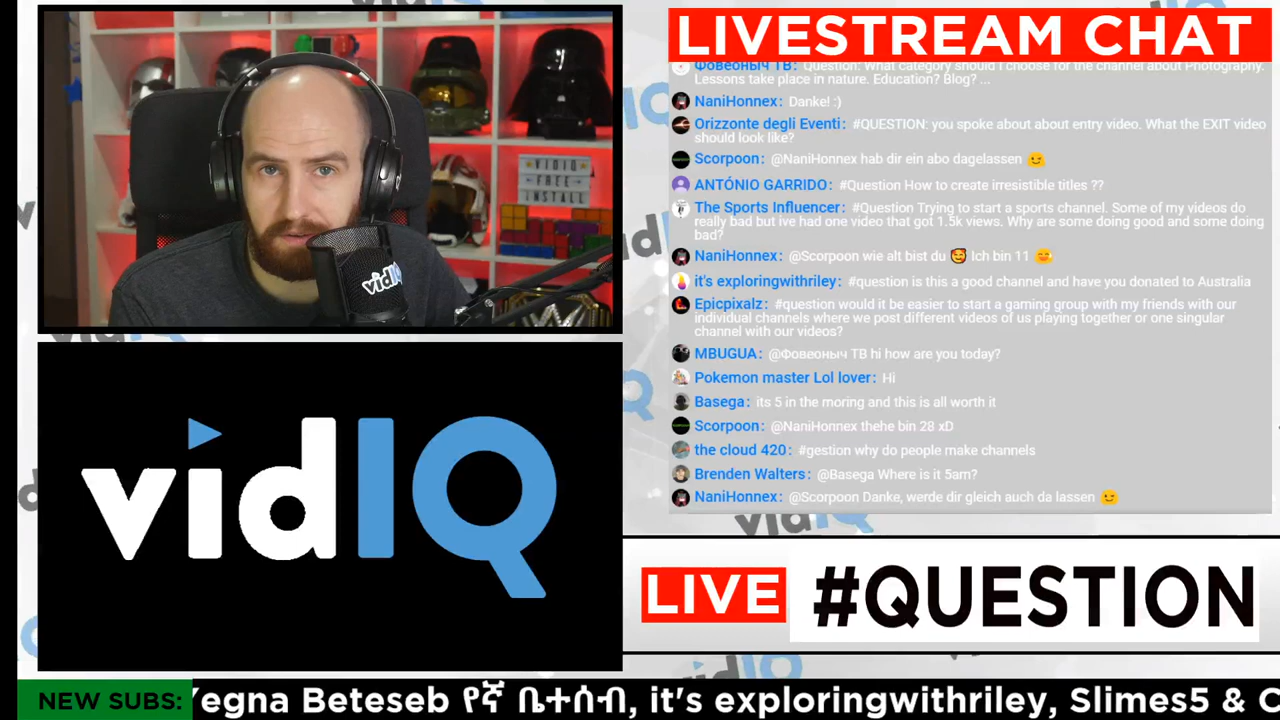 LIVESTREAM CHAT
Фовеоныч ТВ: Question: What category should I choose for the channel about Photography.
Lessons take place in nature. Education? Blog? ...
NaniHonnex: Danke! :)
Orizzonte degli Eventi: #QUESTION: you spoke about about entry video. What the EXIT video
should look like?
Scorpoon: @NaniHonnex hab dir ein abo dagelassen 😉
ANTÓNIO GARRIDO: #Question How to create irresistible titles ??
The Sports Influencer: #Question Trying to start a sports channel. Some of my videos do
really bad but ive had one video that got 1.5k views. Why are some doing good and some doing
bad?
NaniHonnex: @Scorpoon wie alt bist du 🥰 Ich bin 11 😊
it's exploringwithriley: #question is this a good channel and have you donated to Australia
Epicpixalz: #question would it be easier to start a gaming group with my friends with our
individual channels where we post different videos of us playing together or one singular
channel with our videos?
MBUGUA: @Фовеоныч ТВ hi how are you today?
Pokemon master Lol lover: Hi
Basega: its 5 in the moring and this is all worth it
Scorpoon: @NaniHonnex thehe bin 28 xD
the cloud 420: #gestion why do people make channels
Brenden Walters: @Basega Where is it 5am?
NaniHonnex: @Scorpoon Danke, werde dir gleich auch da lassen 😉
VIDIQ
FREE
INSTALL
vidIQ
vidIQ
LIVE #QUESTION
NEW SUBS: Yegna Beteseb የኛ ቤተሰብ, it's exploringwithriley, Slimes5 & C